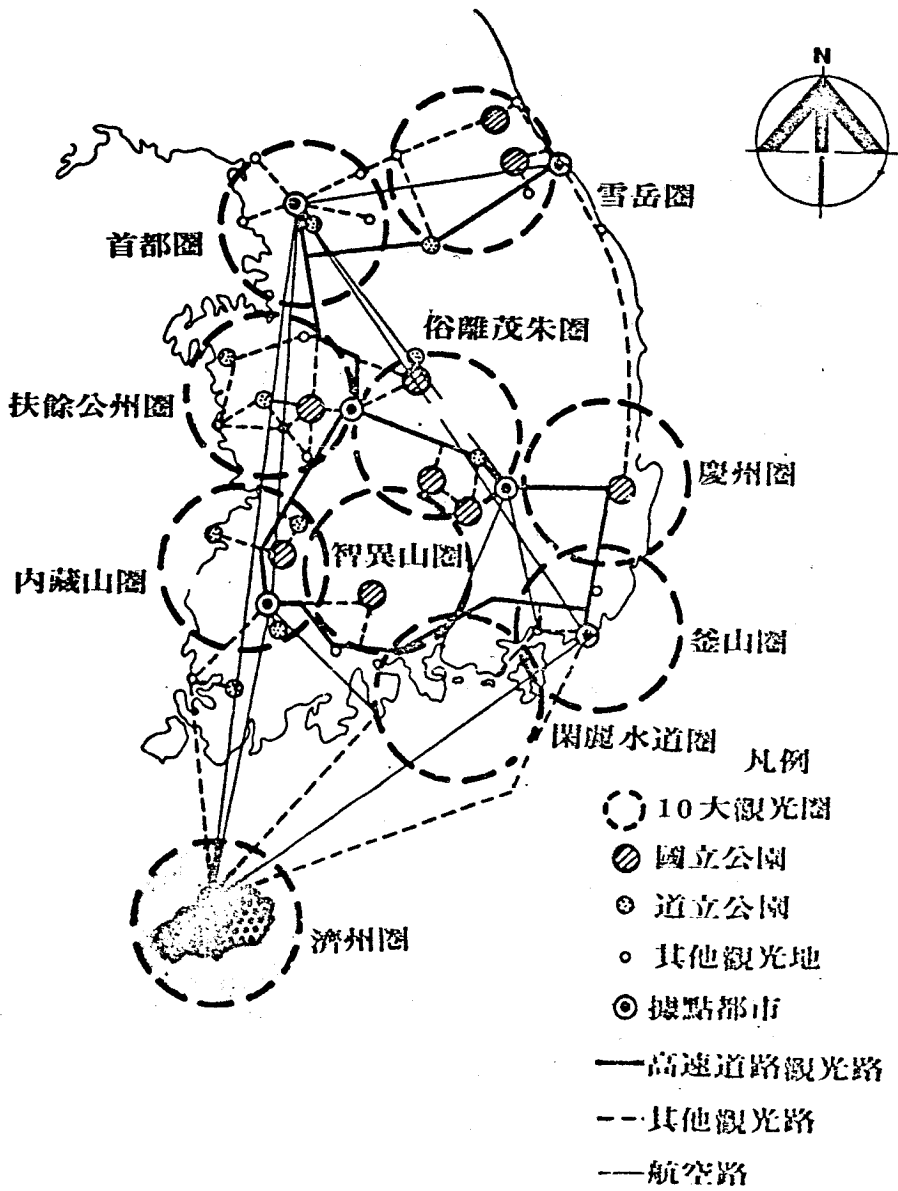 N
雪岳圈
首都圈
俗離茂朱圈
扶餘公州圈
慶州圈
智異山圈
内藏山圈
釜山圈
閑麗水道圈
濟州圈
凡例
10大觀光圈
國立公園
道立公園
其他觀光地
據點都市
高速道路觀光路
其他觀光路
航空路